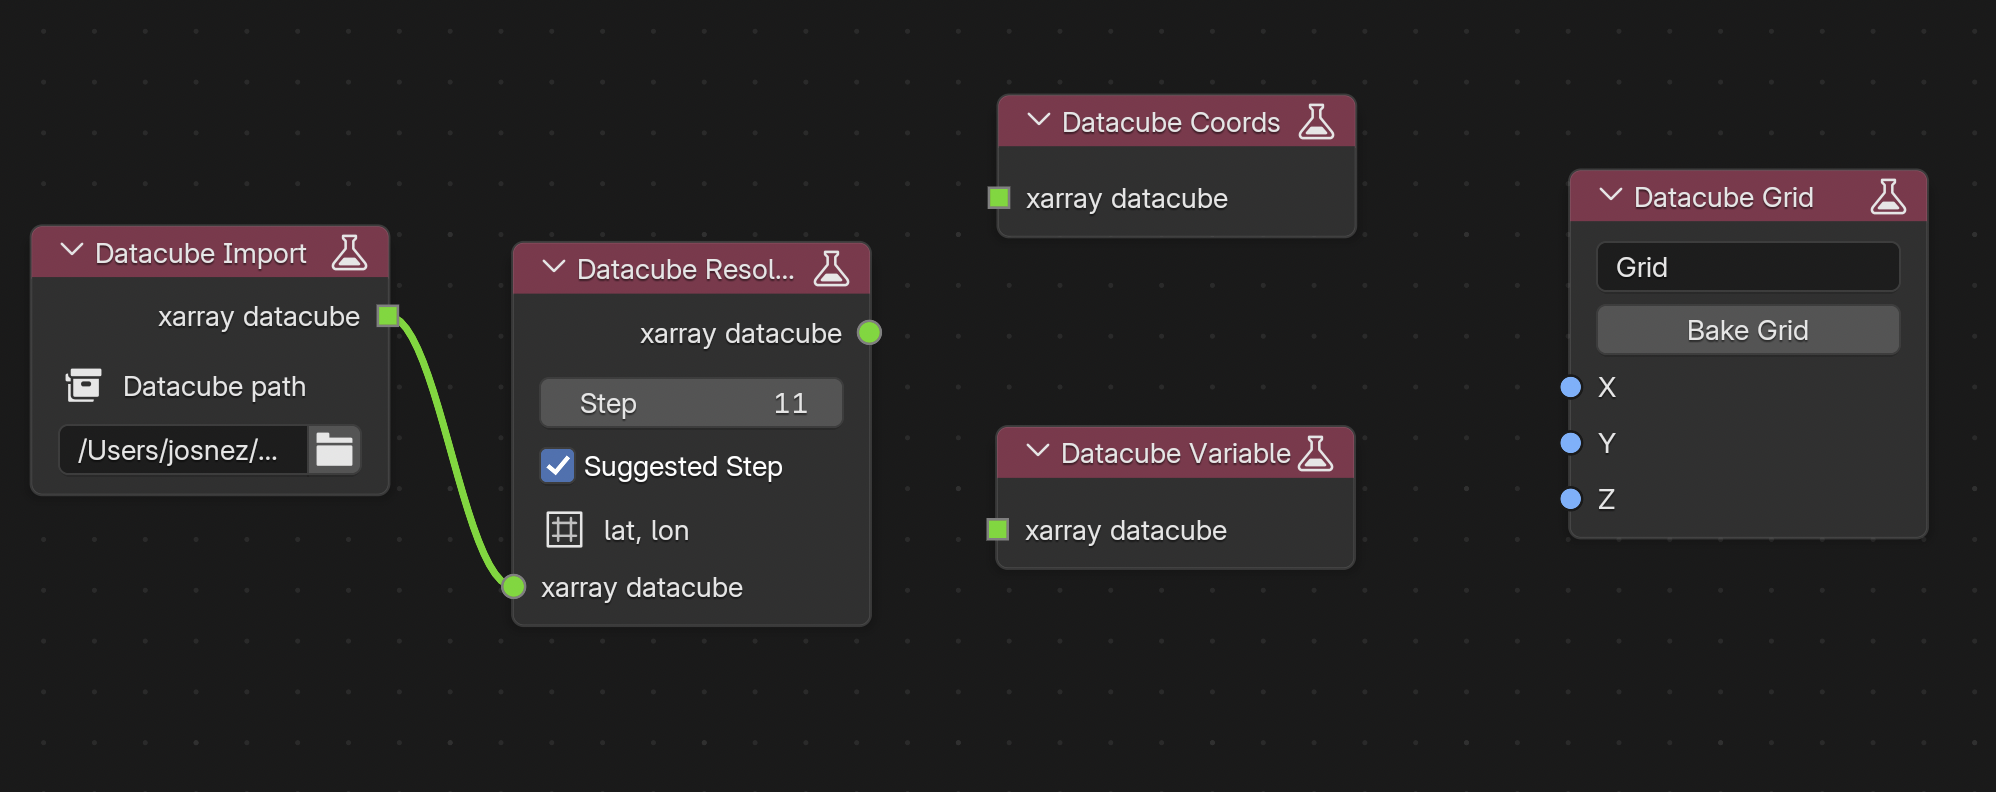 Datacube Import
xarray datacube
Datacube path
/Users/josnez/...
Datacube Resol...
xarray datacube
Step 11
Suggested Step
lat, lon
xarray datacube
Datacube Coords
xarray datacube
Datacube Variable
xarray datacube
Datacube Grid
Grid
Bake Grid
X
Y
Z